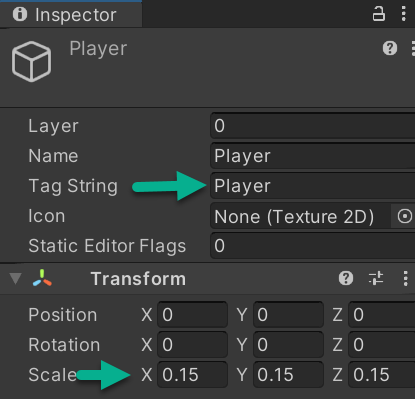 Inspector
Player
Layer 0
Name Player
Tag String Player
Icon None (Texture 2D)
Static Editor Flags 0
Transform
Position X 0 Y 0 Z 0
Rotation X 0 Y 0 Z 0
Scale X 0.15 Y 0.15 Z 0.15